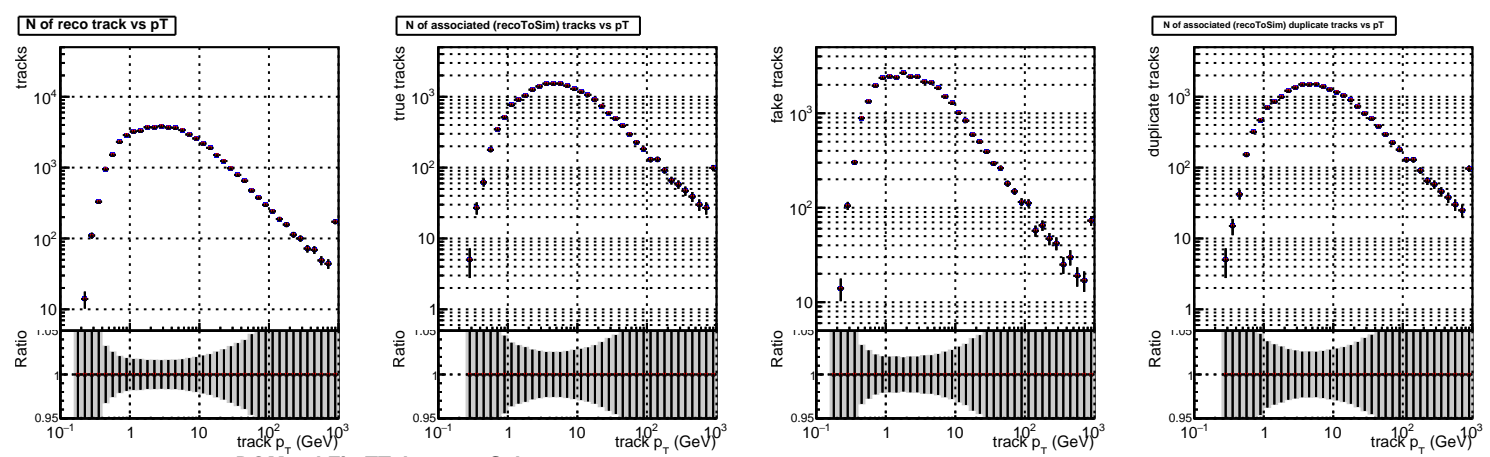 N of reco track vs pT
tracks
10^4
10^3
10^2
10
Ratio
1.05
1
0.95
10^-1 1 10 10^2 10^3
track p_T (GeV)
N of associated (recoToSim) tracks vs pT
true tracks
10^3
10^2
10
1
Ratio
1.05
1
0.95
10^-1 1 10 10^2 10^3
track p_T (GeV)
fake tracks
10^3
10^2
10
Ratio
1.05
1
0.95
10^-1 1 10 10^2 10^3
track p_T (GeV)
N of associated (recoToSim) duplicate tracks vs pT
duplicate tracks
10^3
10^2
10
1
Ratio
1.05
1
0.95
10^-1 1 10 10^2 10^3
track p_T (GeV)